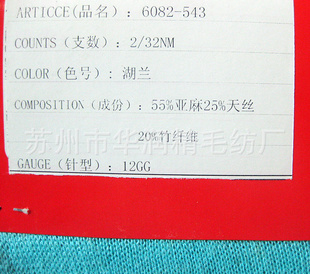 ARTICCE(品名)：6082-543
COUNTS（支数）：2/32NM
COLOR(色号)：湖兰
COMPOSITION(成份)：55%亚麻25%天丝
苏州市华润精毛纺厂
20%竹纤维
GAUGE(针型)：12GG